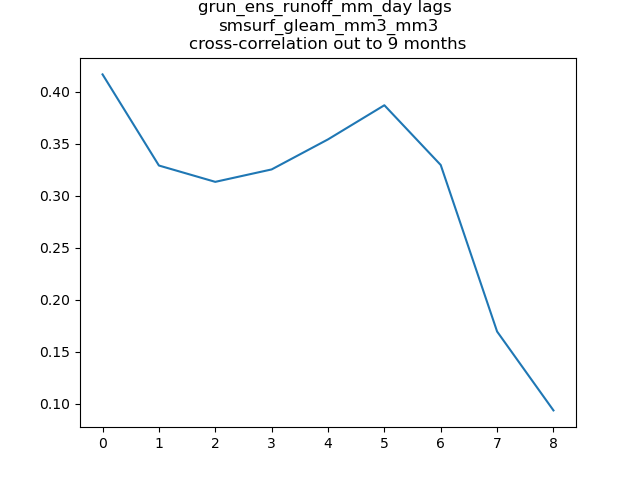 grun_ens_runoff_mm_day lags
smsurf_gleam_mm3_mm3
cross-correlation out to 9 months
0.40
0.35
0.30
0.25
0.20
0.15
0.10
0 1 2 3 4 5 6 7 8